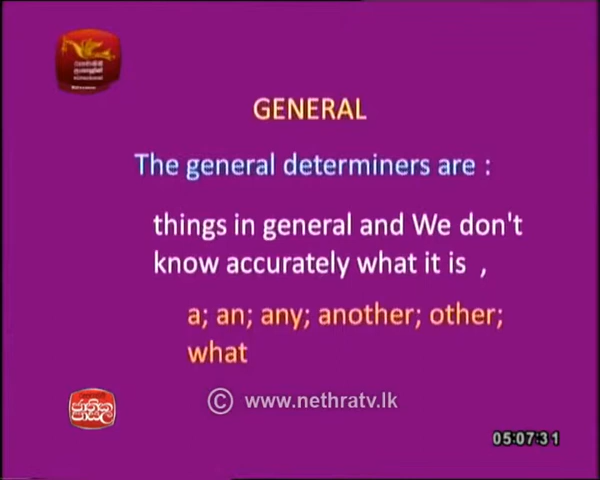 GENERAL
The general determiners are :
things in general and We don't
know accurately what it is ,
a; an; any; another; other;
what
© www.nethratv.lk
05:07:31